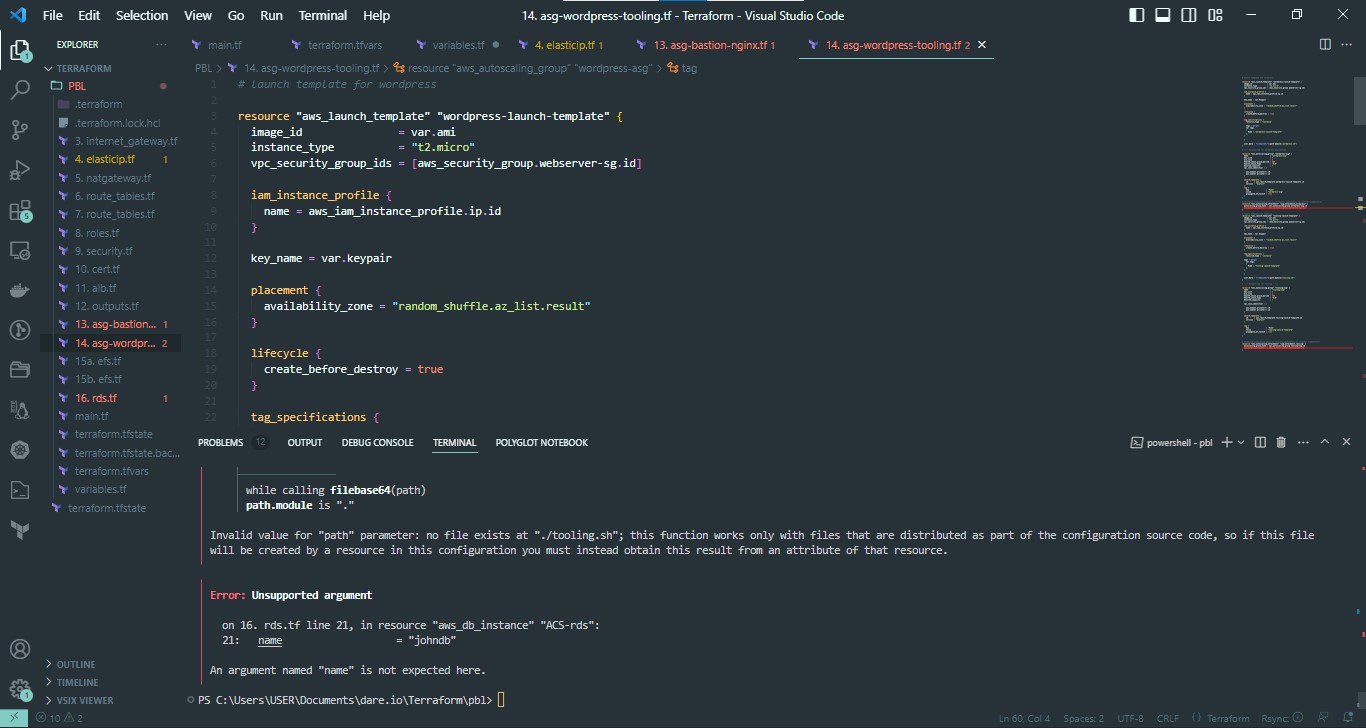 File Edit Selection View Go Run Terminal Help
14. asg-wordpress-tooling.tf - Terraform - Visual Studio Code
EXPLORER
main.tf terraform.tfvars variables.tf 4. elasticip.tf 1 13. asg-bastion-nginx.tf 1 14. asg-wordpress-tooling.tf 2
PBL > 14. asg-wordpress-tooling.tf > resource "aws_autoscaling_group" "wordpress-asg" > tag
TERRAFORM
PBL
.terraform
.terraform.lock.hcl
3. internet_gateway.tf
4. elasticip.tf 1
5. natgateway.tf
6. route_tables.tf
7. route_tables.tf
8. roles.tf
9. security.tf
10. cert.tf
11. alb.tf
12. outputs.tf
13. asg-bastion... 1
14. asg-wordpr... 2
15a. efs.tf
15b. efs.tf
16. rds.tf 1
main.tf
terraform.tfstate
terraform.tfstate.bac...
terraform.tfvars
variables.tf
terraform.tfstate
OUTLINE
TIMELINE
VSIX VIEWER
1 # launch template for wordpress
2
3 resource "aws_launch_template" "wordpress-launch-template" {
4 image_id = var.ami
5 instance_type = "t2.micro"
6 vpc_security_group_ids = [aws_security_group.webserver-sg.id]
7
8 iam_instance_profile {
9 name = aws_iam_instance_profile.ip.id
10 }
11
12 key_name = var.keypair
13
14 placement {
15 availability_zone = "random_shuffle.az_list.result"
16 }
17
18 lifecycle {
19 create_before_destroy = true
20 }
21
22 tag_specifications {
PROBLEMS 12 OUTPUT DEBUG CONSOLE TERMINAL POLYGLOT NOTEBOOK
powershell - pbl
while calling filebase64(path)
path.module is "."
Invalid value for "path" parameter: no file exists at "./tooling.sh"; this function works only with files that are distributed as part of the configuration source code, so if this file
will be created by a resource in this configuration you must instead obtain this result from an attribute of that resource.
Error: Unsupported argument
on 16. rds.tf line 21, in resource "aws_db_instance" "ACS-rds":
21: name = "johndb"
An argument named "name" is not expected here.
PS C:\Users\USER\Documents\dare.io\Terraform\pbl>
10 2
Ln 60, Col 4 Spaces: 2 UTF-8 CRLF Terraform Rsync: